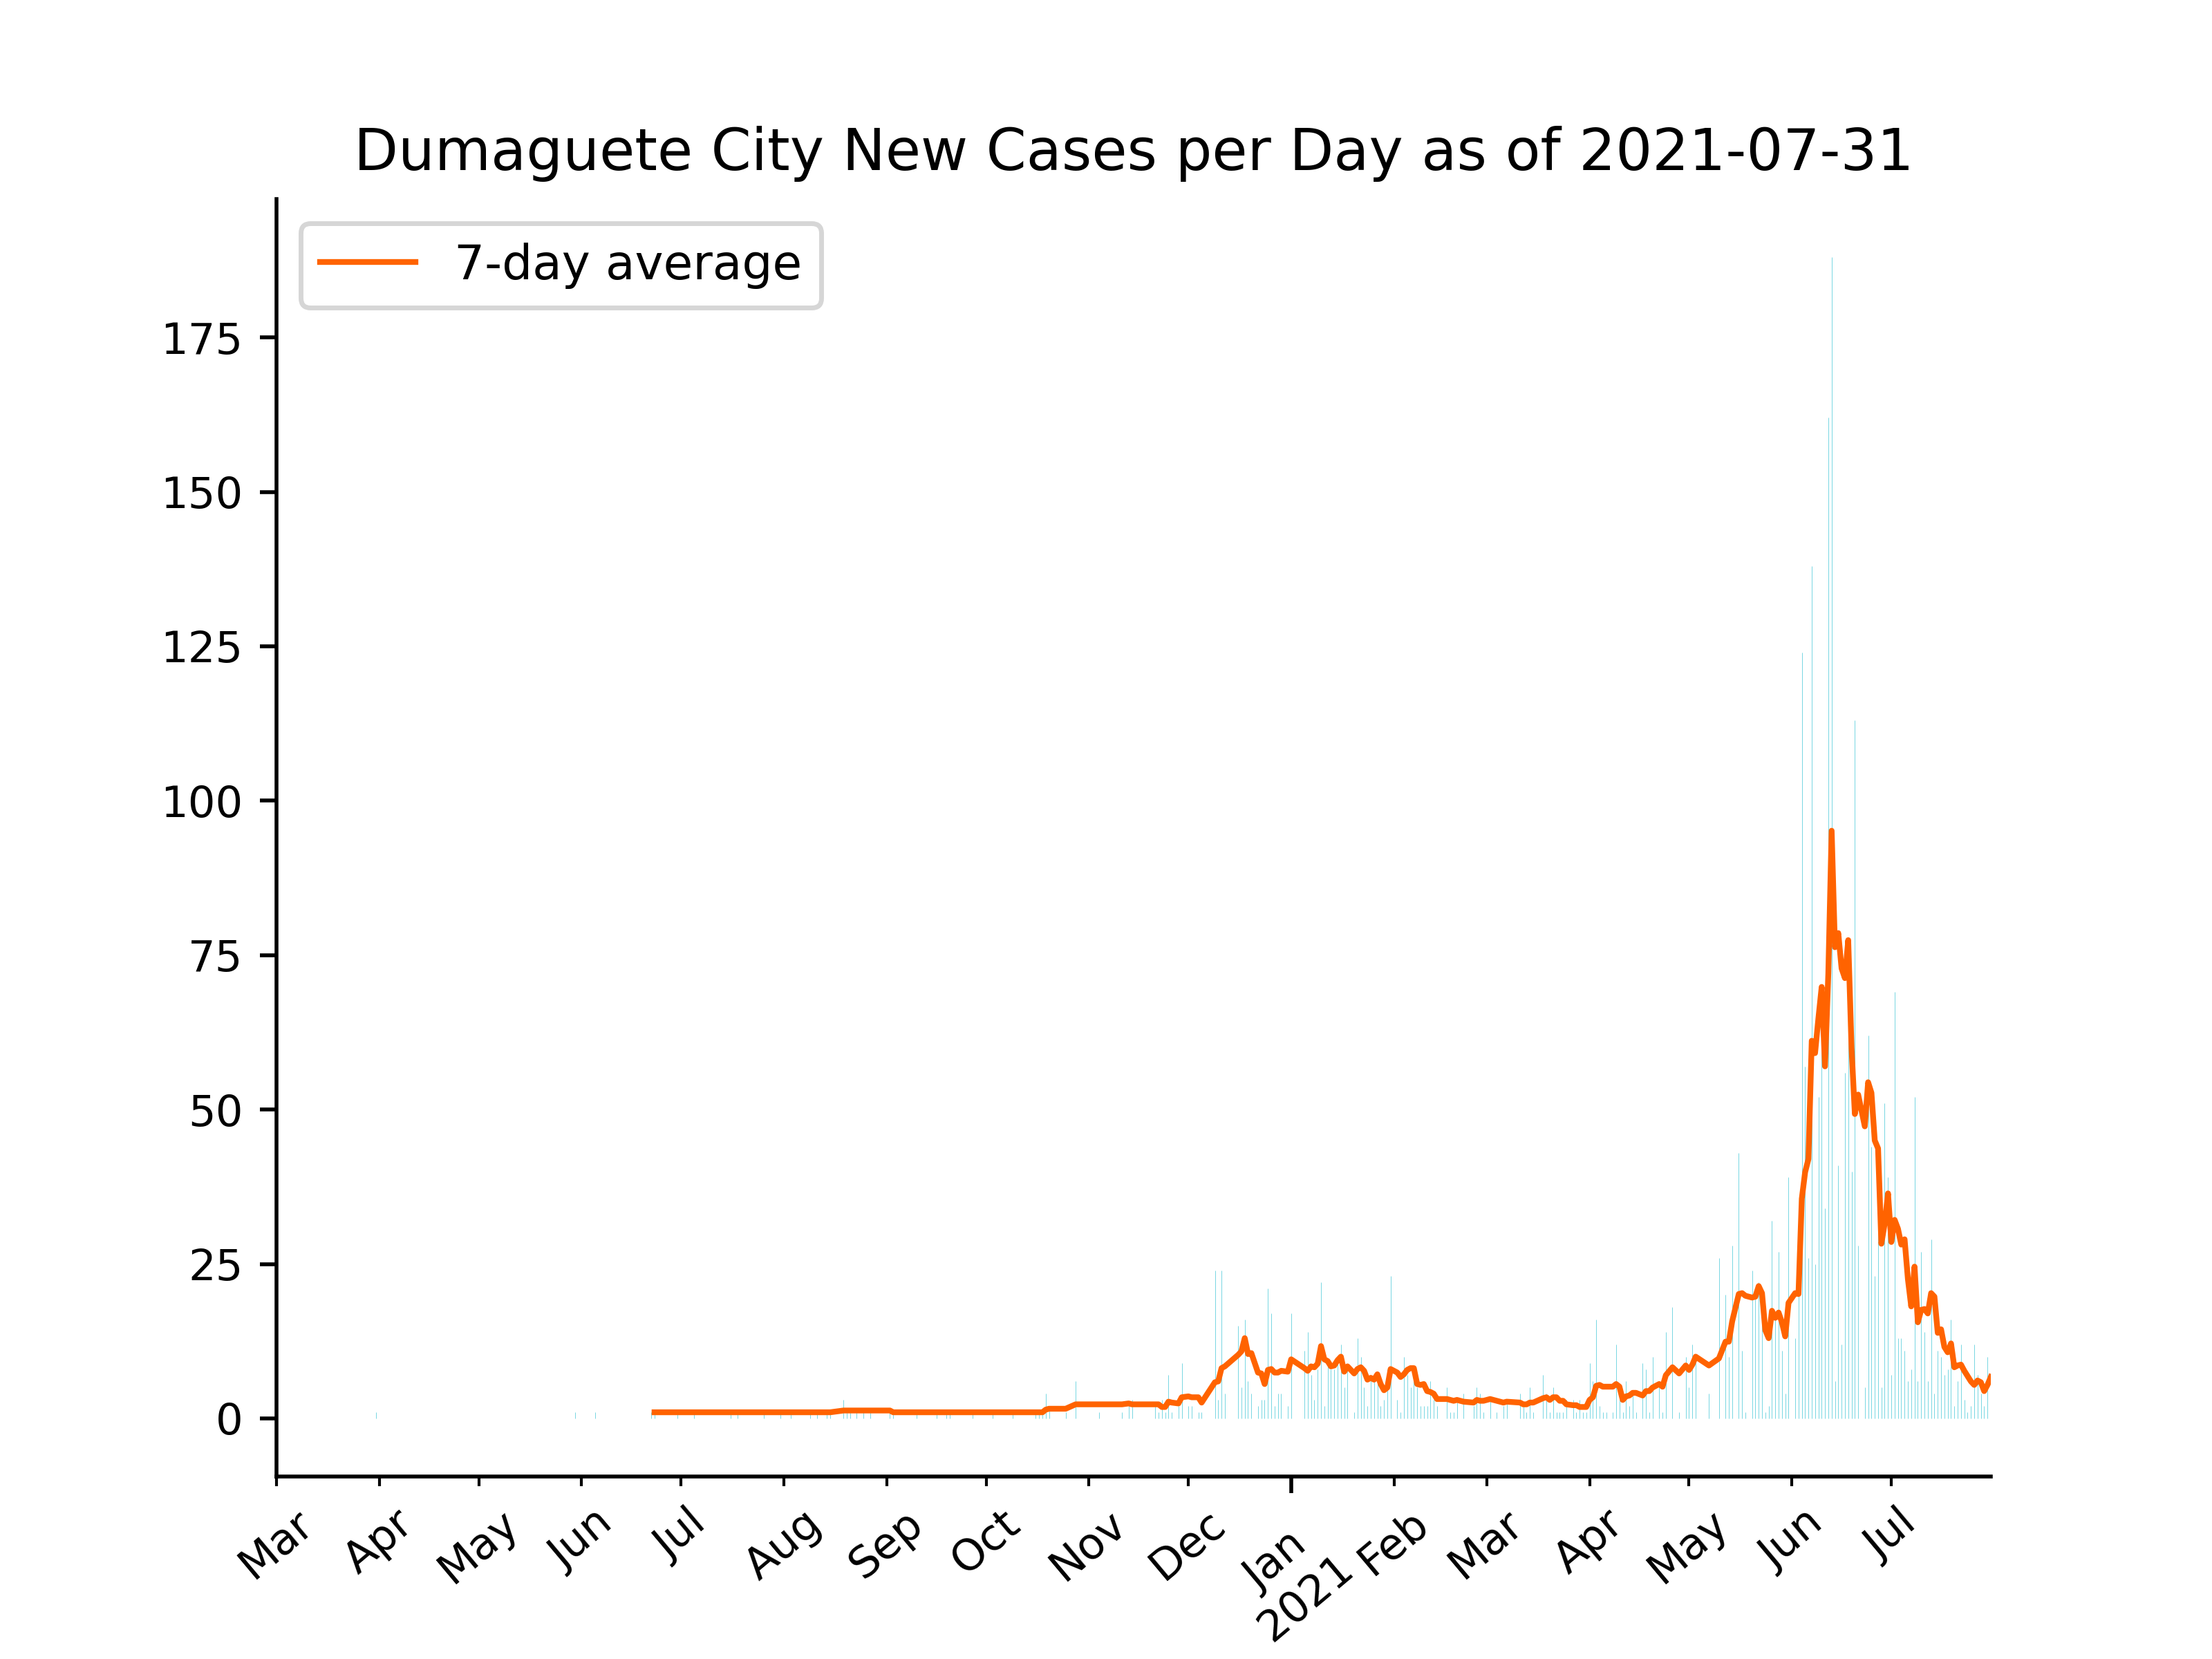 Dumaguete City New Cases per Day as of 2021-07-31
7-day average
175
150
125
100
75
50
25
0
Mar
Apr
May
Jun
Jul
Aug
Sep
Oct
Nov
Dec
Jan
2021
Feb
Mar
Apr
May
Jun
Jul